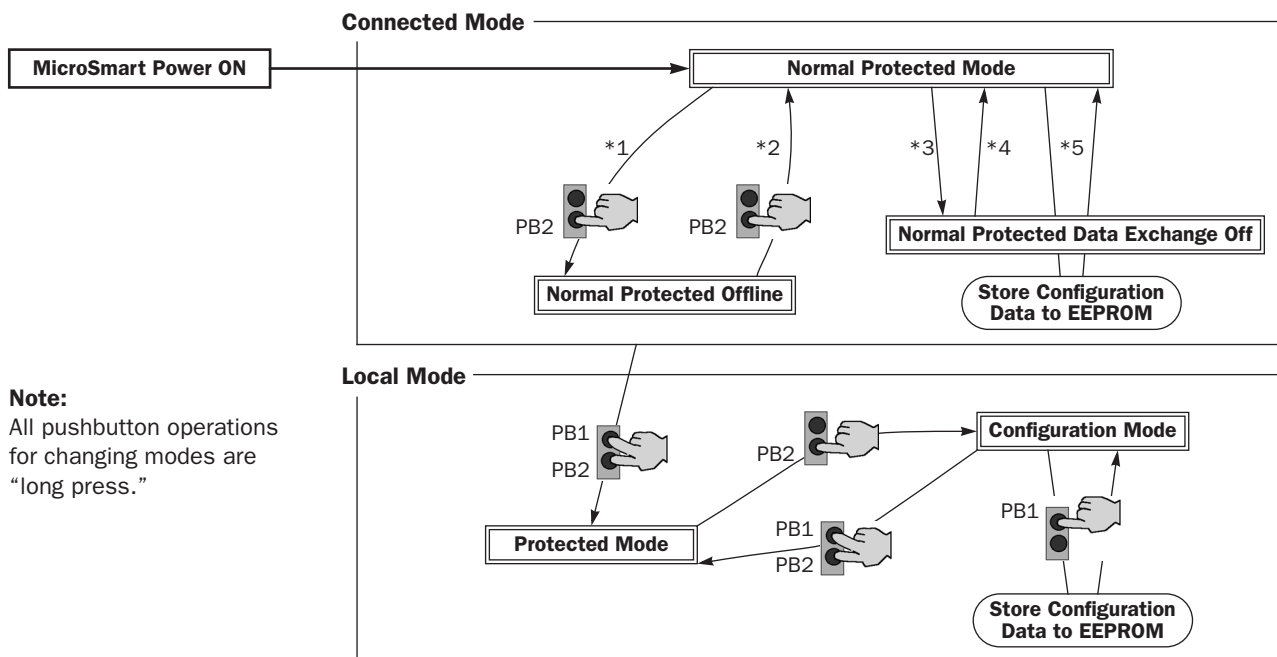 Connected Mode
MicroSmart Power ON
Normal Protected Mode
*1
*2
*3
*4
*5
PB2
PB2
Normal Protected Data Exchange Off
Normal Protected Offline
Store Configuration
Data to EEPROM
Local Mode
Note:
All pushbutton operations
for changing modes are
“long press.”
PB1
PB2
PB2
Configuration Mode
PB1
PB2
PB1
Protected Mode
Store Configuration
Data to EEPROM